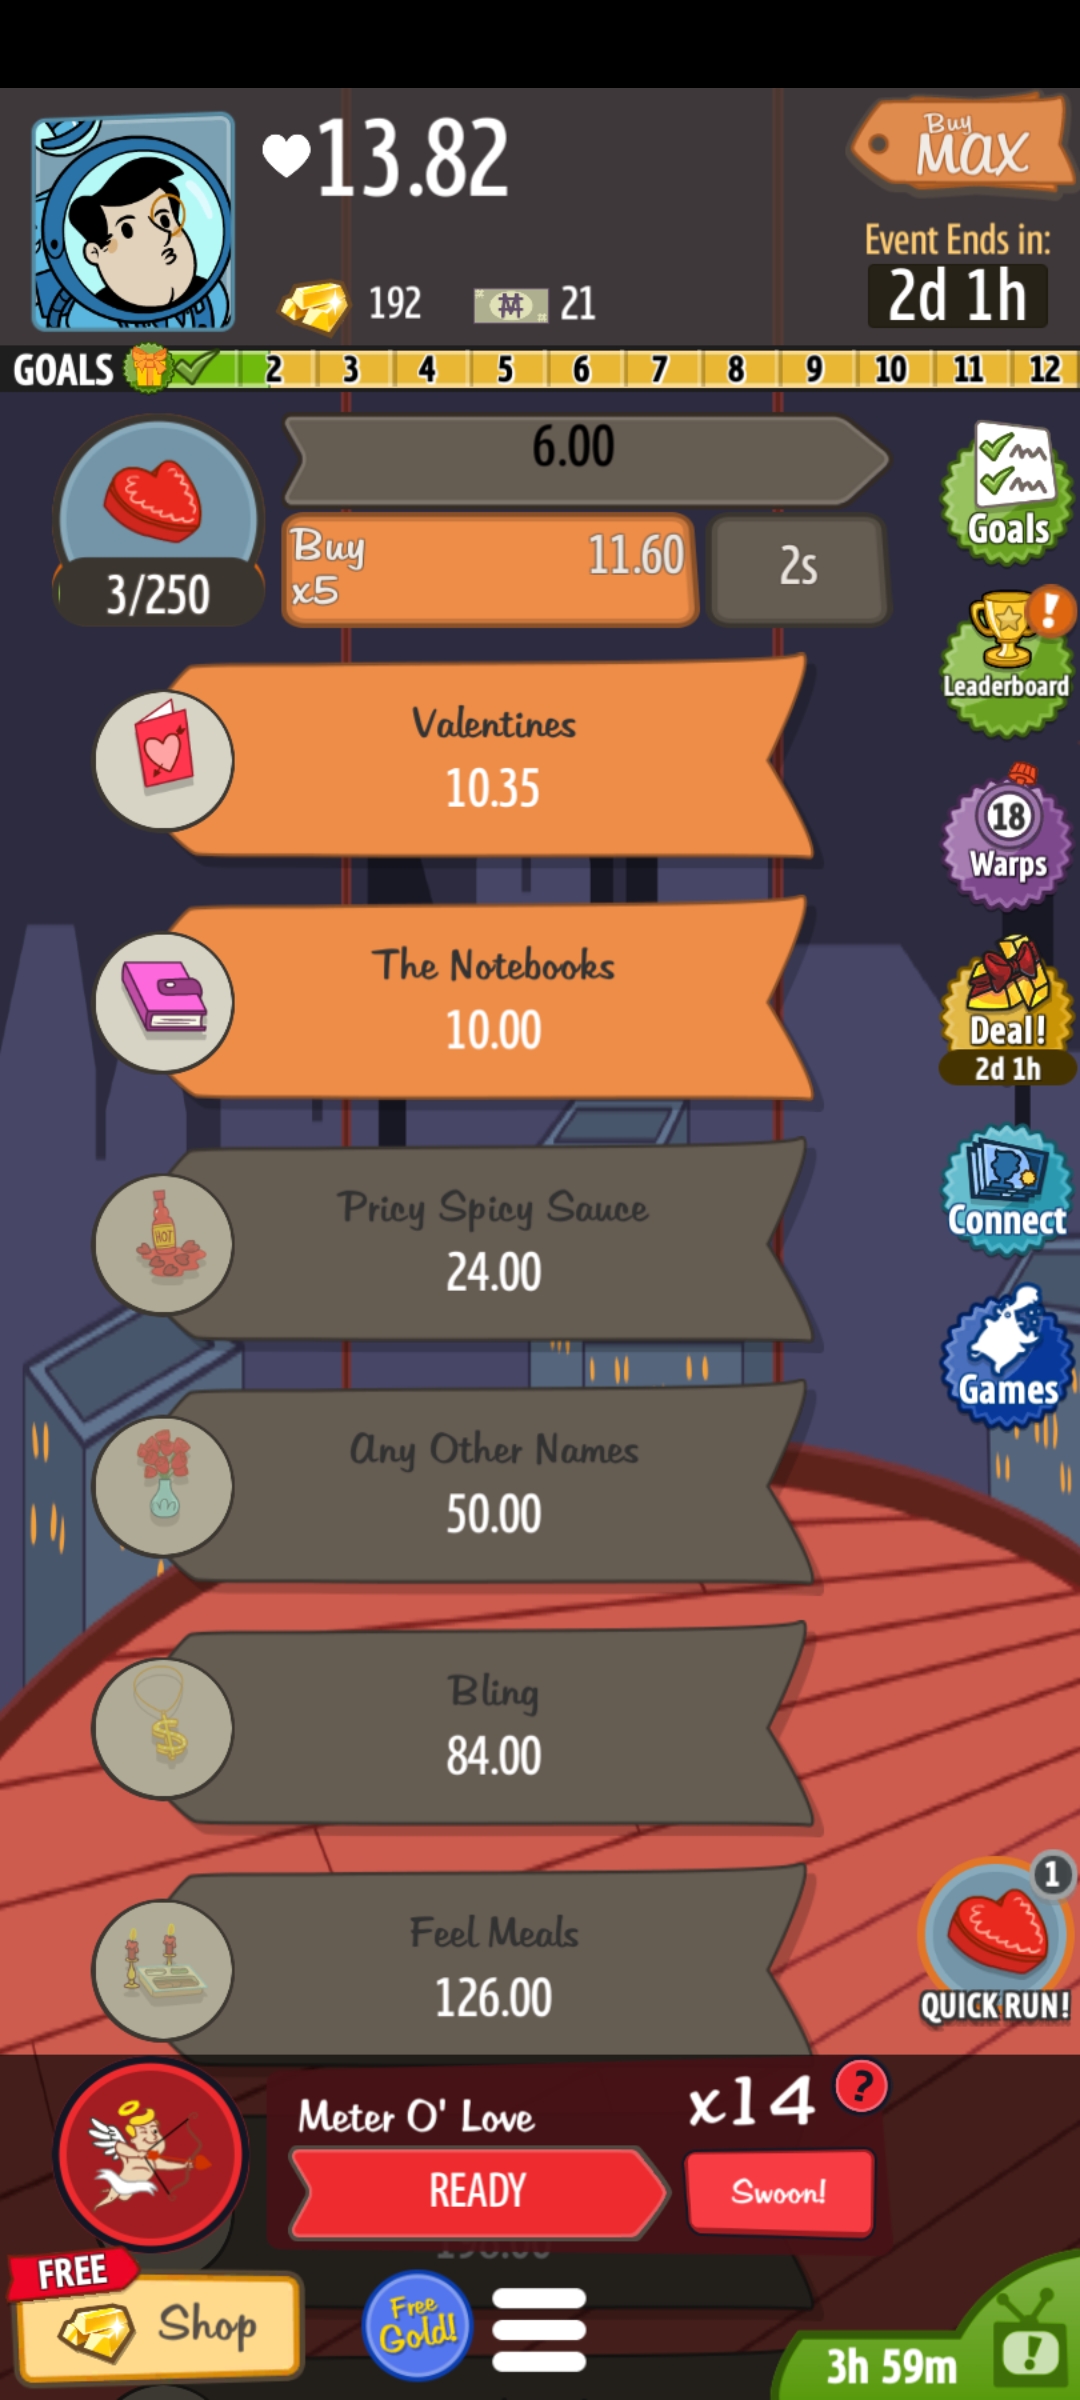 13.82
Buy
Max
Event Ends in:
2d 1h
192
21
GOALS 2 3 4 5 6 7 8 9 10 11 12
6.00
Buy
x5
11.60
2s
3/250
Goals
Leaderboard
Valentines
10.35
18
Warps
The Notebooks
10.00
Deal!
2d 1h
Pricy Spicy Sauce
24.00
HOT
Connect
Games
Any Other Names
50.00
Bling
84.00
$
Feel Meals
126.00
1
QUICK RUN!
Meter O' Love
x14
?
READY
Swoon!
FREE
Shop
Free
Gold!
3h 59m